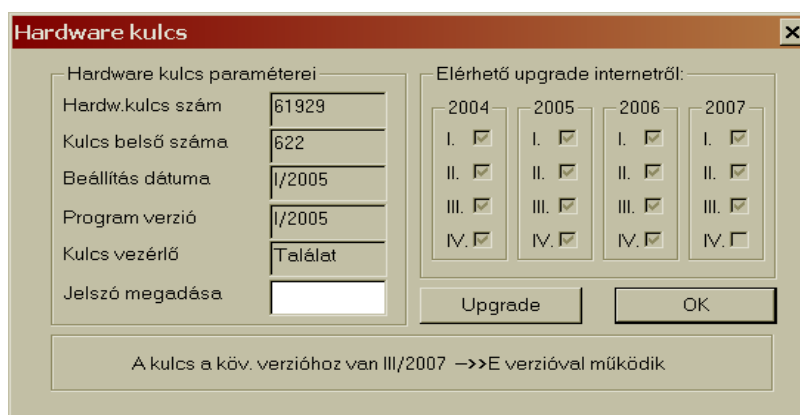 Hardware kulcs
Hardware kulcs paraméterei
Hardw.kulcs szám 61929
Kulcs belső száma 622
Beállítás dátuma I/2005
Program verzió I/2005
Kulcs vezérlő Találat
Jelszó megadása
Elérhető upgrade internetről:
2004 2005 2006 2007
I. I. I. I.
II. II. II. II.
III. III. III. III.
IV. IV. IV. IV.
Upgrade OK
A kulcs a köv. verzióhoz van III/2007 –>>E verzióval működik